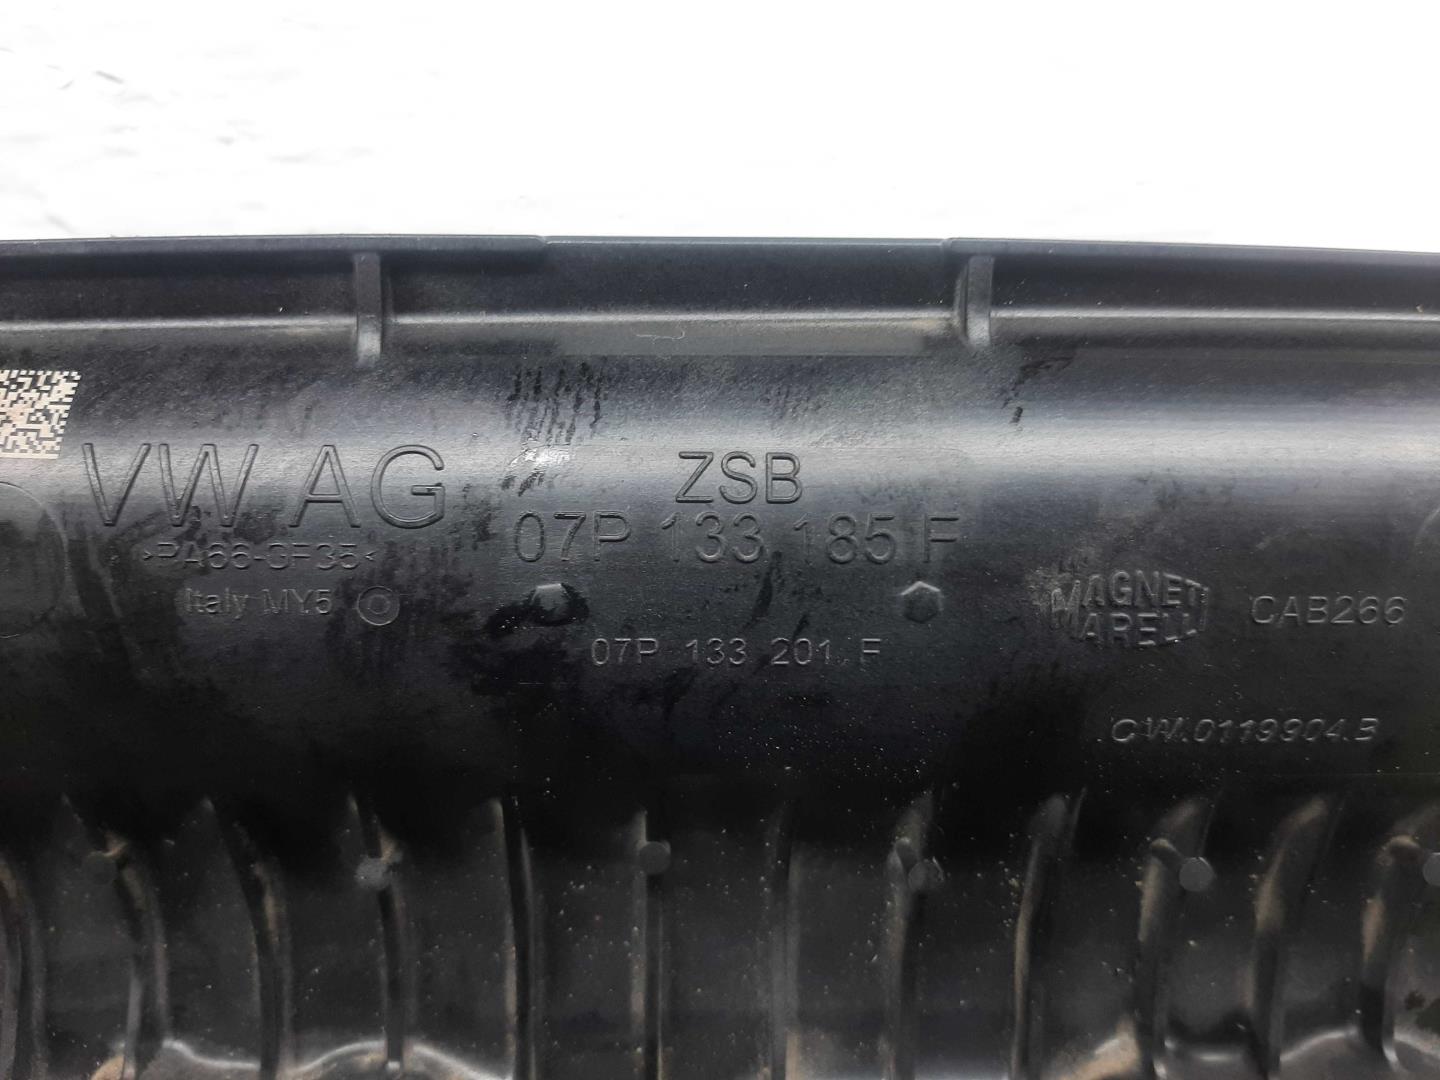 VW AG
>PA66-GF35<
Italy MY5
ZSB
07P 133 185 F
07P 133 201 F
MAGNETI
MARELLI
CAB266
CW.0119904.B